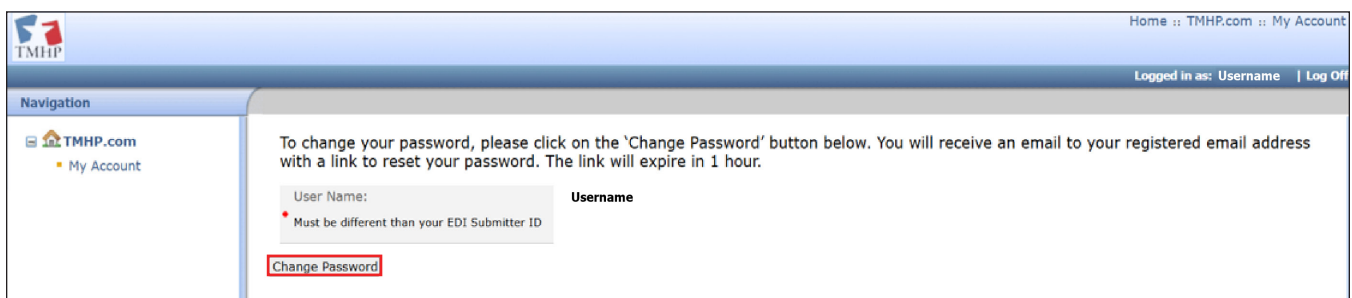 TMHP
Home :: TMHP.com :: My Account
Logged in as: Username | Log Off
Navigation
TMHP.com
My Account
To change your password, please click on the ‘Change Password’ button below. You will receive an email to your registered email address
with a link to reset your password. The link will expire in 1 hour.
User Name:
Username
* Must be different than your EDI Submitter ID
Change Password